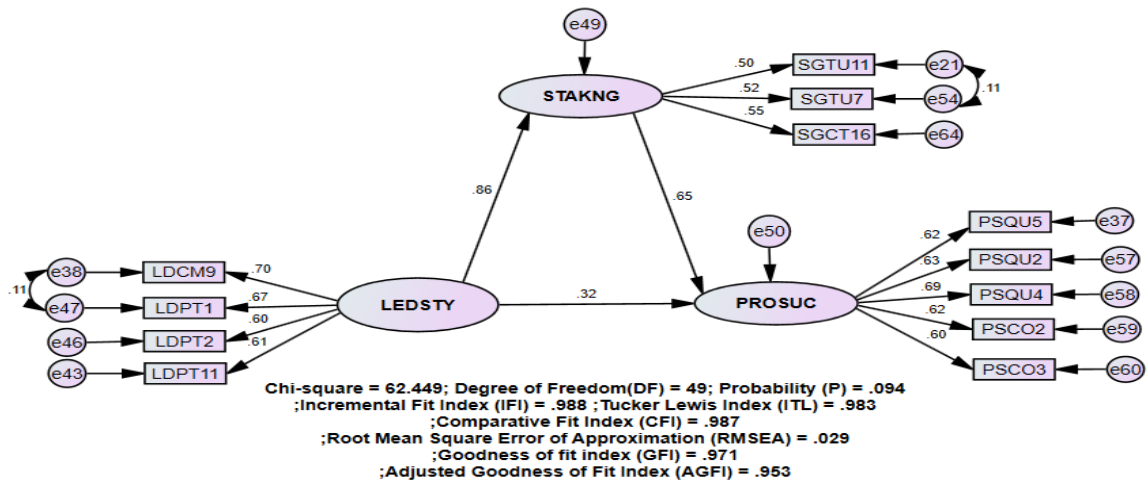 e49
.50
SGTU11
e21
STAKNG
.52
SGTU7
e54
.11
.55
SGCT16
e64
.86
.65
e50
.62
PSQU5
e37
.63
PSQU2
e57
e38
LDCM9
.70
.69
PSQU4
e58
.11
e47
LDPT1
.67
LEDSTY
.32
PROSUC
.62
PSCO2
e59
e46
LDPT2
.60
.61
e43
LDPT11
.60
PSCO3
e60
Chi-square = 62.449; Degree of Freedom(DF) = 49; Probability (P) = .094
;Incremental Fit Index (IFI) = .988 ;Tucker Lewis Index (ITL) = .983
;Comparative Fit Index (CFI) = .987
;Root Mean Square Error of Approximation (RMSEA) = .029
;Goodness of fit index (GFI) = .971
;Adjusted Goodness of Fit Index (AGFI) = .953